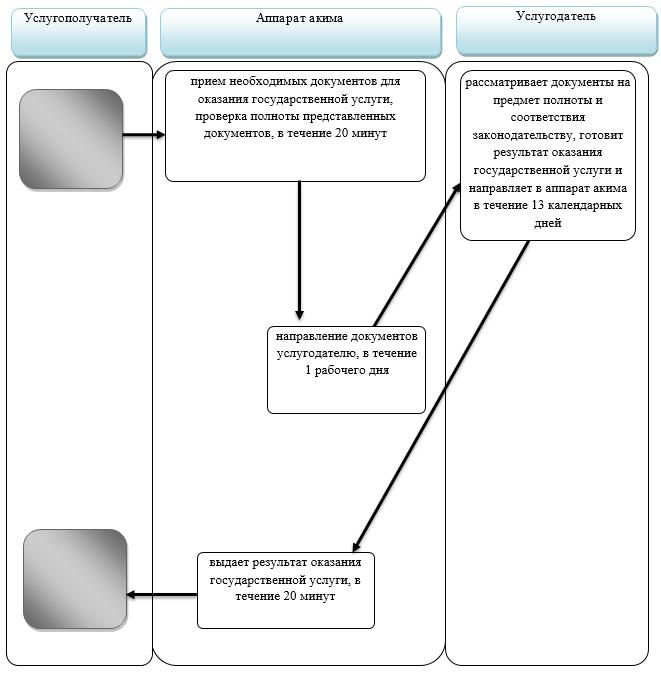 Услугополучатель
Аппарат акима
Услугодатель
прием необходимых документов для
оказания государственной услуги,
проверка полноты представленных
документов, в течение 20 минут
рассматривает документы на
предмет полноты и
соответствия
законодательству, готовит
результат оказания
государственной услуги и
направляет в аппарат акима
в течение 13 календарных
дней
направление документов
услугодателю, в течение
1 рабочего дня
выдает результат оказания
государственной услуги, в
течение 20 минут